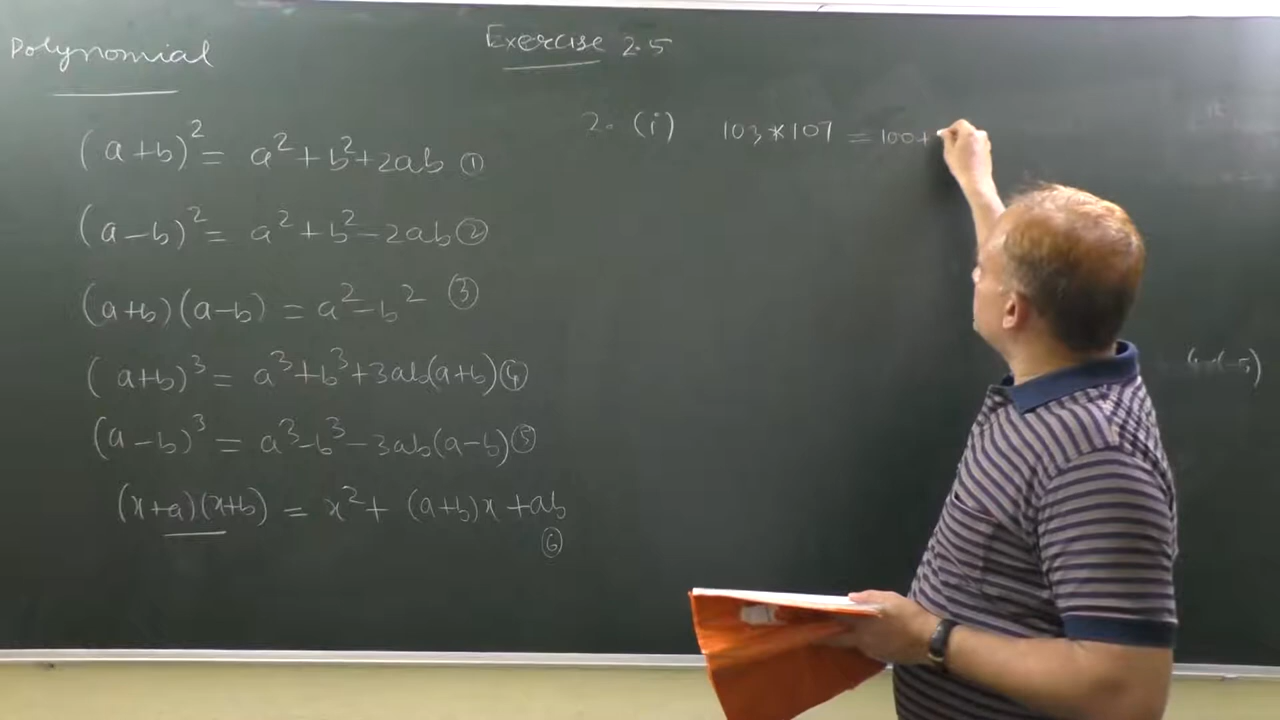 Polynomial
Exercise 2.5
(a+b)² = a²+b²+2ab ①
(a-b)² = a²+b²-2ab ②
(a+b)(a-b) = a²-b² ③
(a+b)³ = a³+b³+3ab(a+b) ④
(a-b)³ = a³-b³-3ab(a-b) ⑤
(x+a)(x+b) = x²+ (a+b)x +ab
⑥
2. (i) 103*107 = 100+